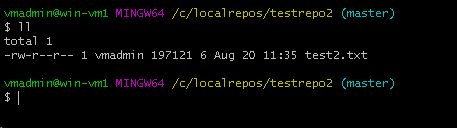 vmadmin@win-vm1 MINGW64 /c/localrepos/testrepo2 (master)
$ ll
total 1
-rw-r--r-- 1 vmadmin 197121 6 Aug 20 11:35 test2.txt
vmadmin@win-vm1 MINGW64 /c/localrepos/testrepo2 (master)
$